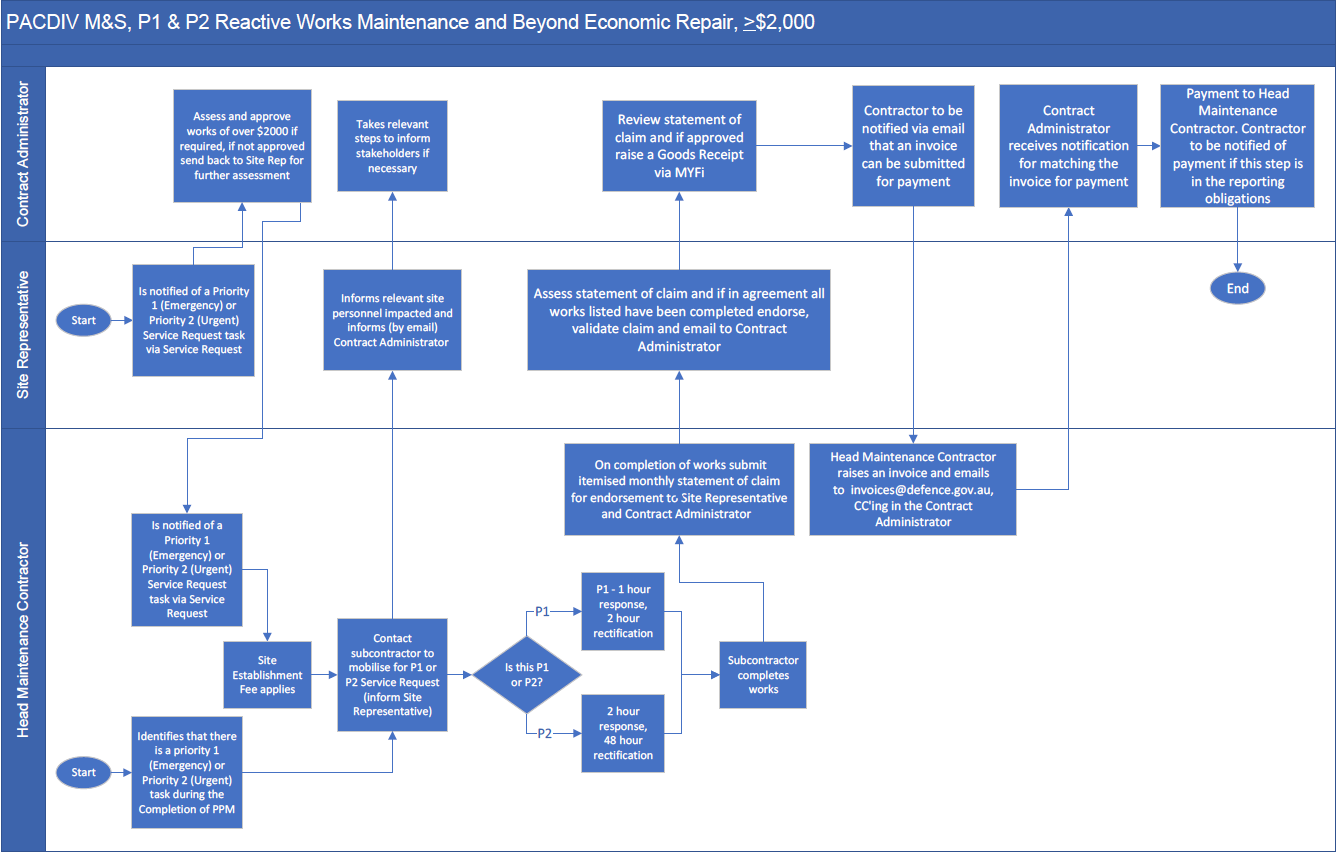 PACDIV M&S, P1 & P2 Reactive Works Maintenance and Beyond Economic Repair, ≥$2,000
Contract Administrator
Assess and approve
works of over $2000 if
required, if not approved
send back to Site Rep for
further assessment
Takes relevant
steps to inform
stakeholders if
necessary
Review statement of
claim and if approved
raise a Goods Receipt
via MYFi
Contractor to be
notified via email
that an invoice
can be submitted
for payment
Contract
Administrator
receives notification
for matching the
invoice for payment
Payment to Head
Maintenance
Contractor. Contractor
to be notified of
payment if this step is
in the reporting
obligations
Site Representative
Start
Is notified of a Priority
1 (Emergency) or
Priority 2 (Urgent)
Service Request task
via Service Request
Informs relevant site
personnel impacted and
informs (by email)
Contract Administrator
Assess statement of claim and if in agreement all
works listed have been completed endorse,
validate claim and email to Contract
Administrator
End
Head Maintenance Contractor
Is notified of a
Priority 1
(Emergency) or
Priority 2 (Urgent)
Service Request
task via Service
Request
Site
Establishment
Fee applies
Contact
subcontractor to
mobilise for P1 or
P2 Service Request
(inform Site
Representative)
Is this P1
or P2?
P1
P1 - 1 hour
response,
2 hour
rectification
P2
2 hour
response,
48 hour
rectification
Subcontractor
completes
works
On completion of works submit
itemised monthly statement of claim
for endorsement to Site Representative
and Contract Administrator
Head Maintenance Contractor
raises an invoice and emails
to invoices@defence.gov.au,
CC'ing in the Contract
Administrator
Start
Identifies that there
is a priority 1
(Emergency) or
Priority 2 (Urgent)
task during the
Completion of PPM